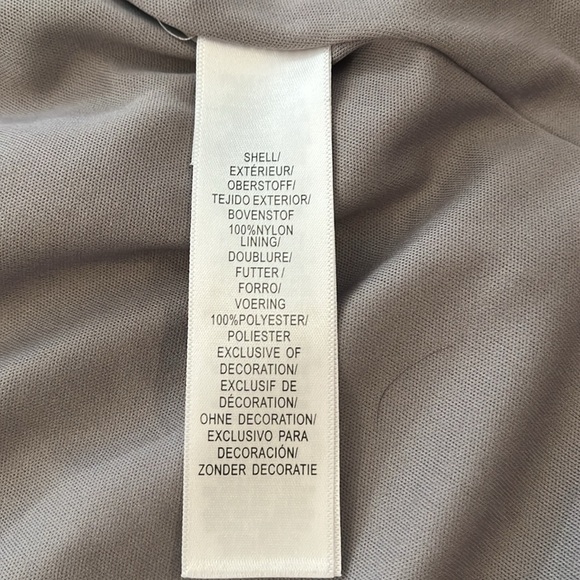 SHELL/
EXTÉRIEUR/
OBERSTOFF/
TEJIDO EXTERIOR/
BOVENSTOF
100%NYLON
LINING/
DOUBLURE/
FUTTER /
FORRO/
VOERING
100%POLYESTER/
POLIESTER
EXCLUSIVE OF
DECORATION/
EXCLUSIF DE
DÉCORATION/
OHNE DECORATION/
EXCLUSIVO PARA
DECORACIÓN/
ZONDER DECORATIE